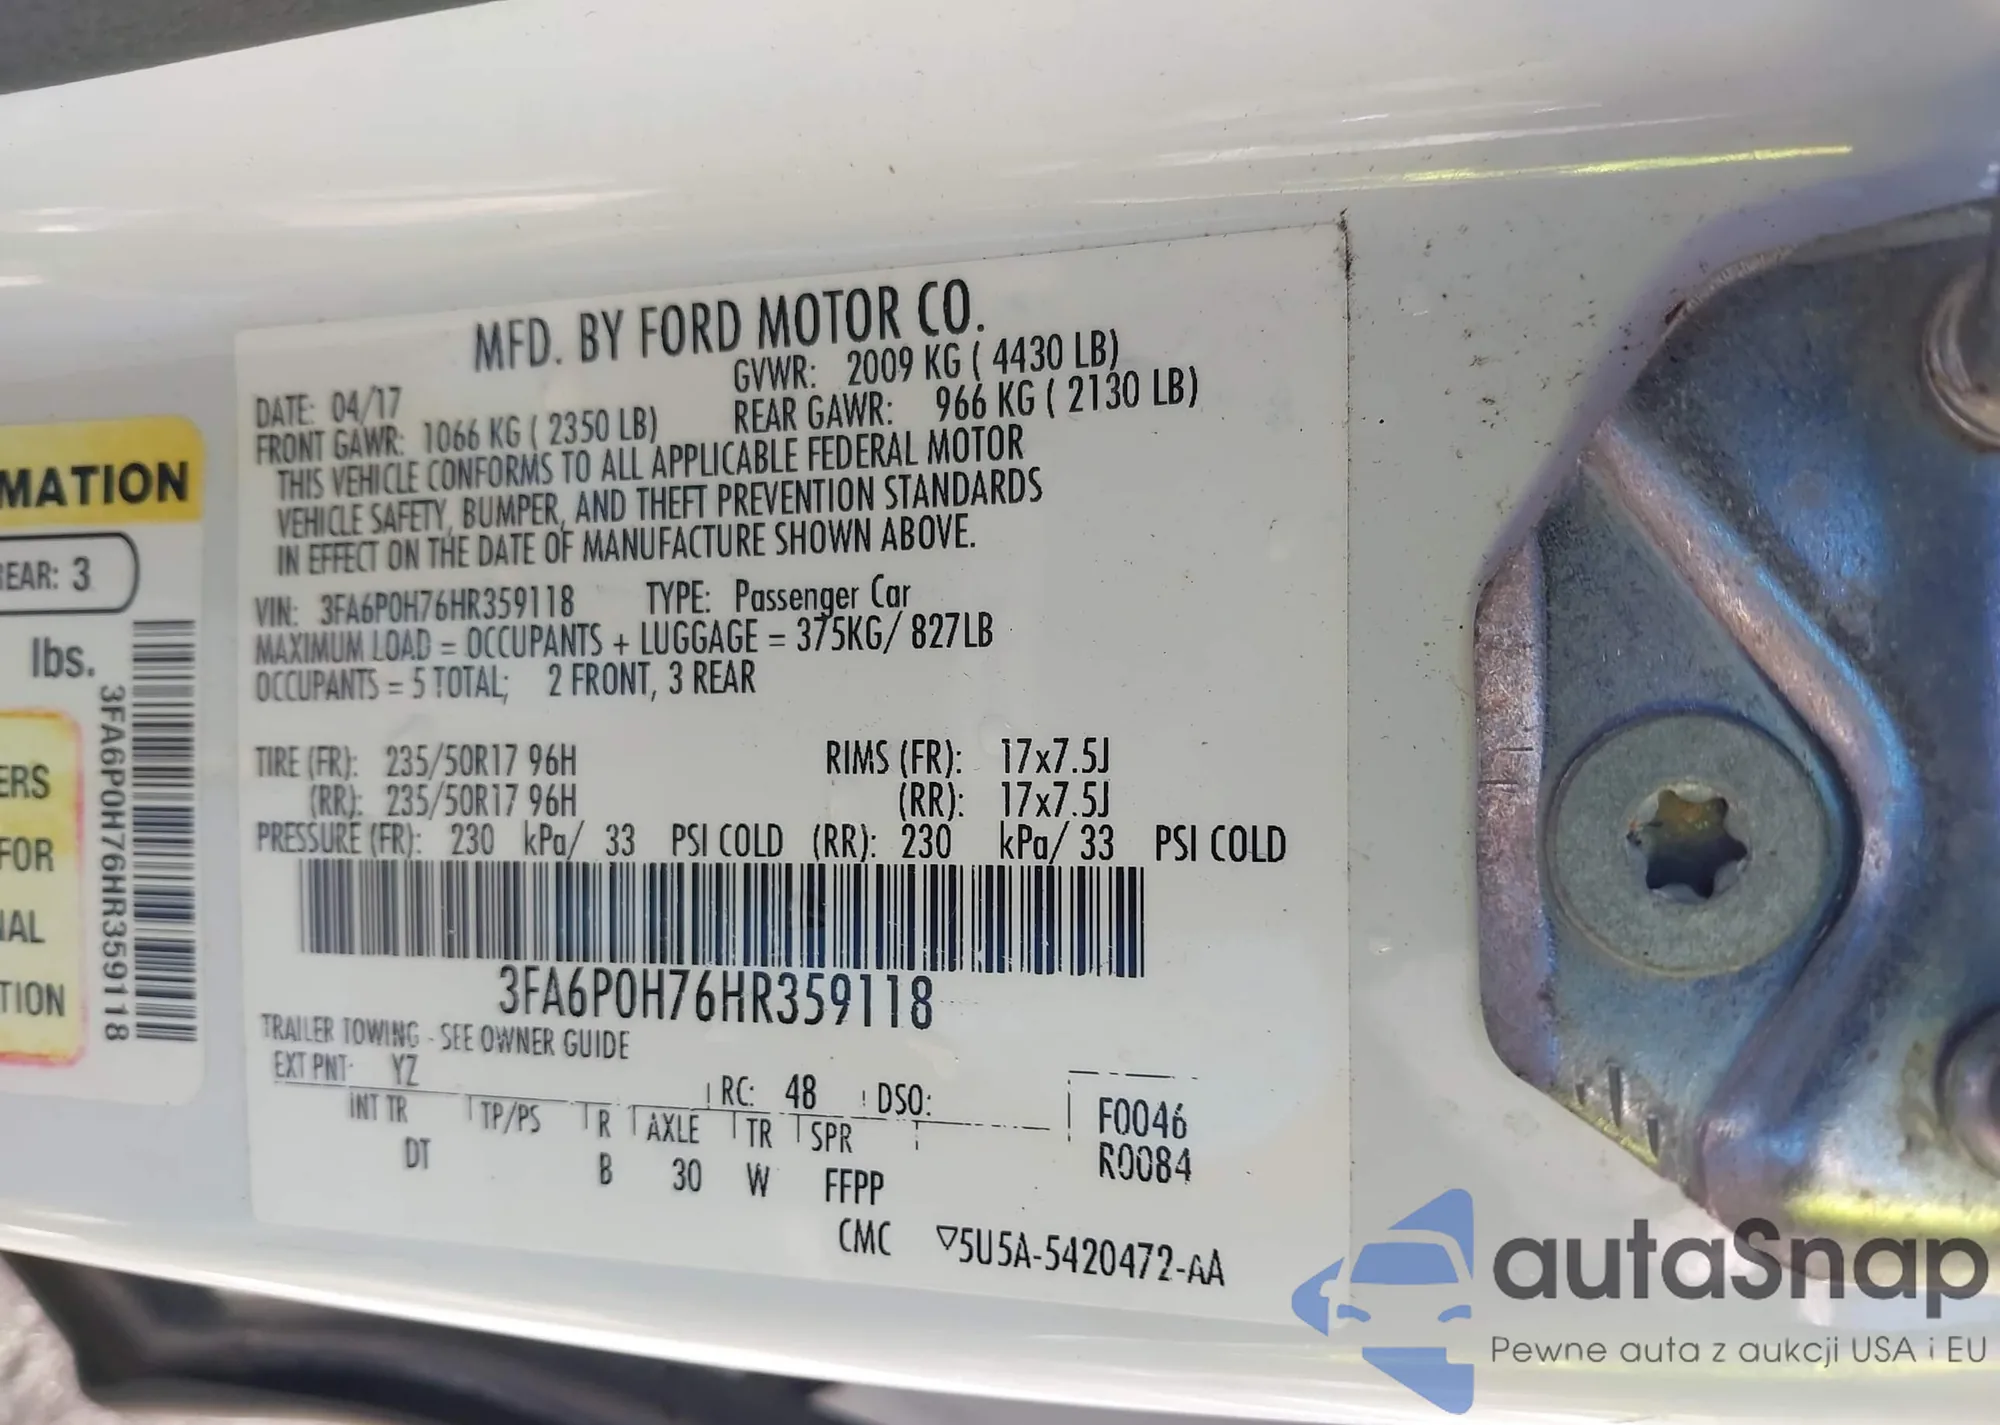 MATION
REAR: 3
lbs.
ERS
FOR
TION
3FA6P0H76HR359118
MFD. BY FORD MOTOR CO.
DATE: 04/17 GVWR: 2009 KG ( 4430 LB)
FRONT GAWR: 1066 KG ( 2350 LB) REAR GAWR: 966 KG ( 2130 LB)
THIS VEHICLE CONFORMS TO ALL APPLICABLE FEDERAL MOTOR
VEHICLE SAFETY, BUMPER, AND THEFT PREVENTION STANDARDS
IN EFFECT ON THE DATE OF MANUFACTURE SHOWN ABOVE.
VIN: 3FA6P0H76HR359118 TYPE: Passenger Car
MAXIMUM LOAD = OCCUPANTS + LUGGAGE = 375KG/ 827LB
OCCUPANTS = 5 TOTAL; 2 FRONT, 3 REAR
TIRE (FR): 235/50R17 96H RIMS (FR): 17x7.5J
(RR): 235/50R17 96H (RR): 17x7.5J
PRESSURE (FR): 230 kPa/ 33 PSI COLD (RR): 230 kPa/ 33 PSI COLD
3FA6P0H76HR359118
TRAILER TOWING - SEE OWNER GUIDE
EXT PNT: YZ RC: 48 DSO: F0046
INT TR TP/PS R AXLE TR SPR R0084
DT B 30 W FFPP
CMC ▽5U5A-5420472-AA
autaSnap
Pewne auta z aukcji USA i EU